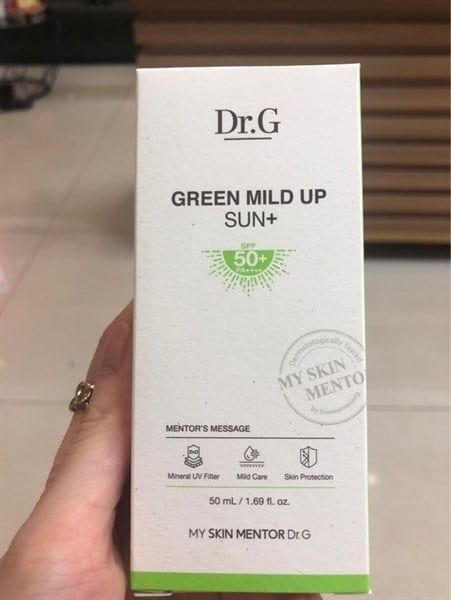 Dr.G
GREEN MILD UP
SUN+
SPF
50+
PA++++
Dermatologically Tested
MY SKIN
MENTO
by Gowoonsesang
MENTOR'S MESSAGE
ZnO
Mineral UV Filter
Mild Care
Skin Protection
50 mL / 1.69 fl. oz.
MY SKIN MENTOR Dr.G